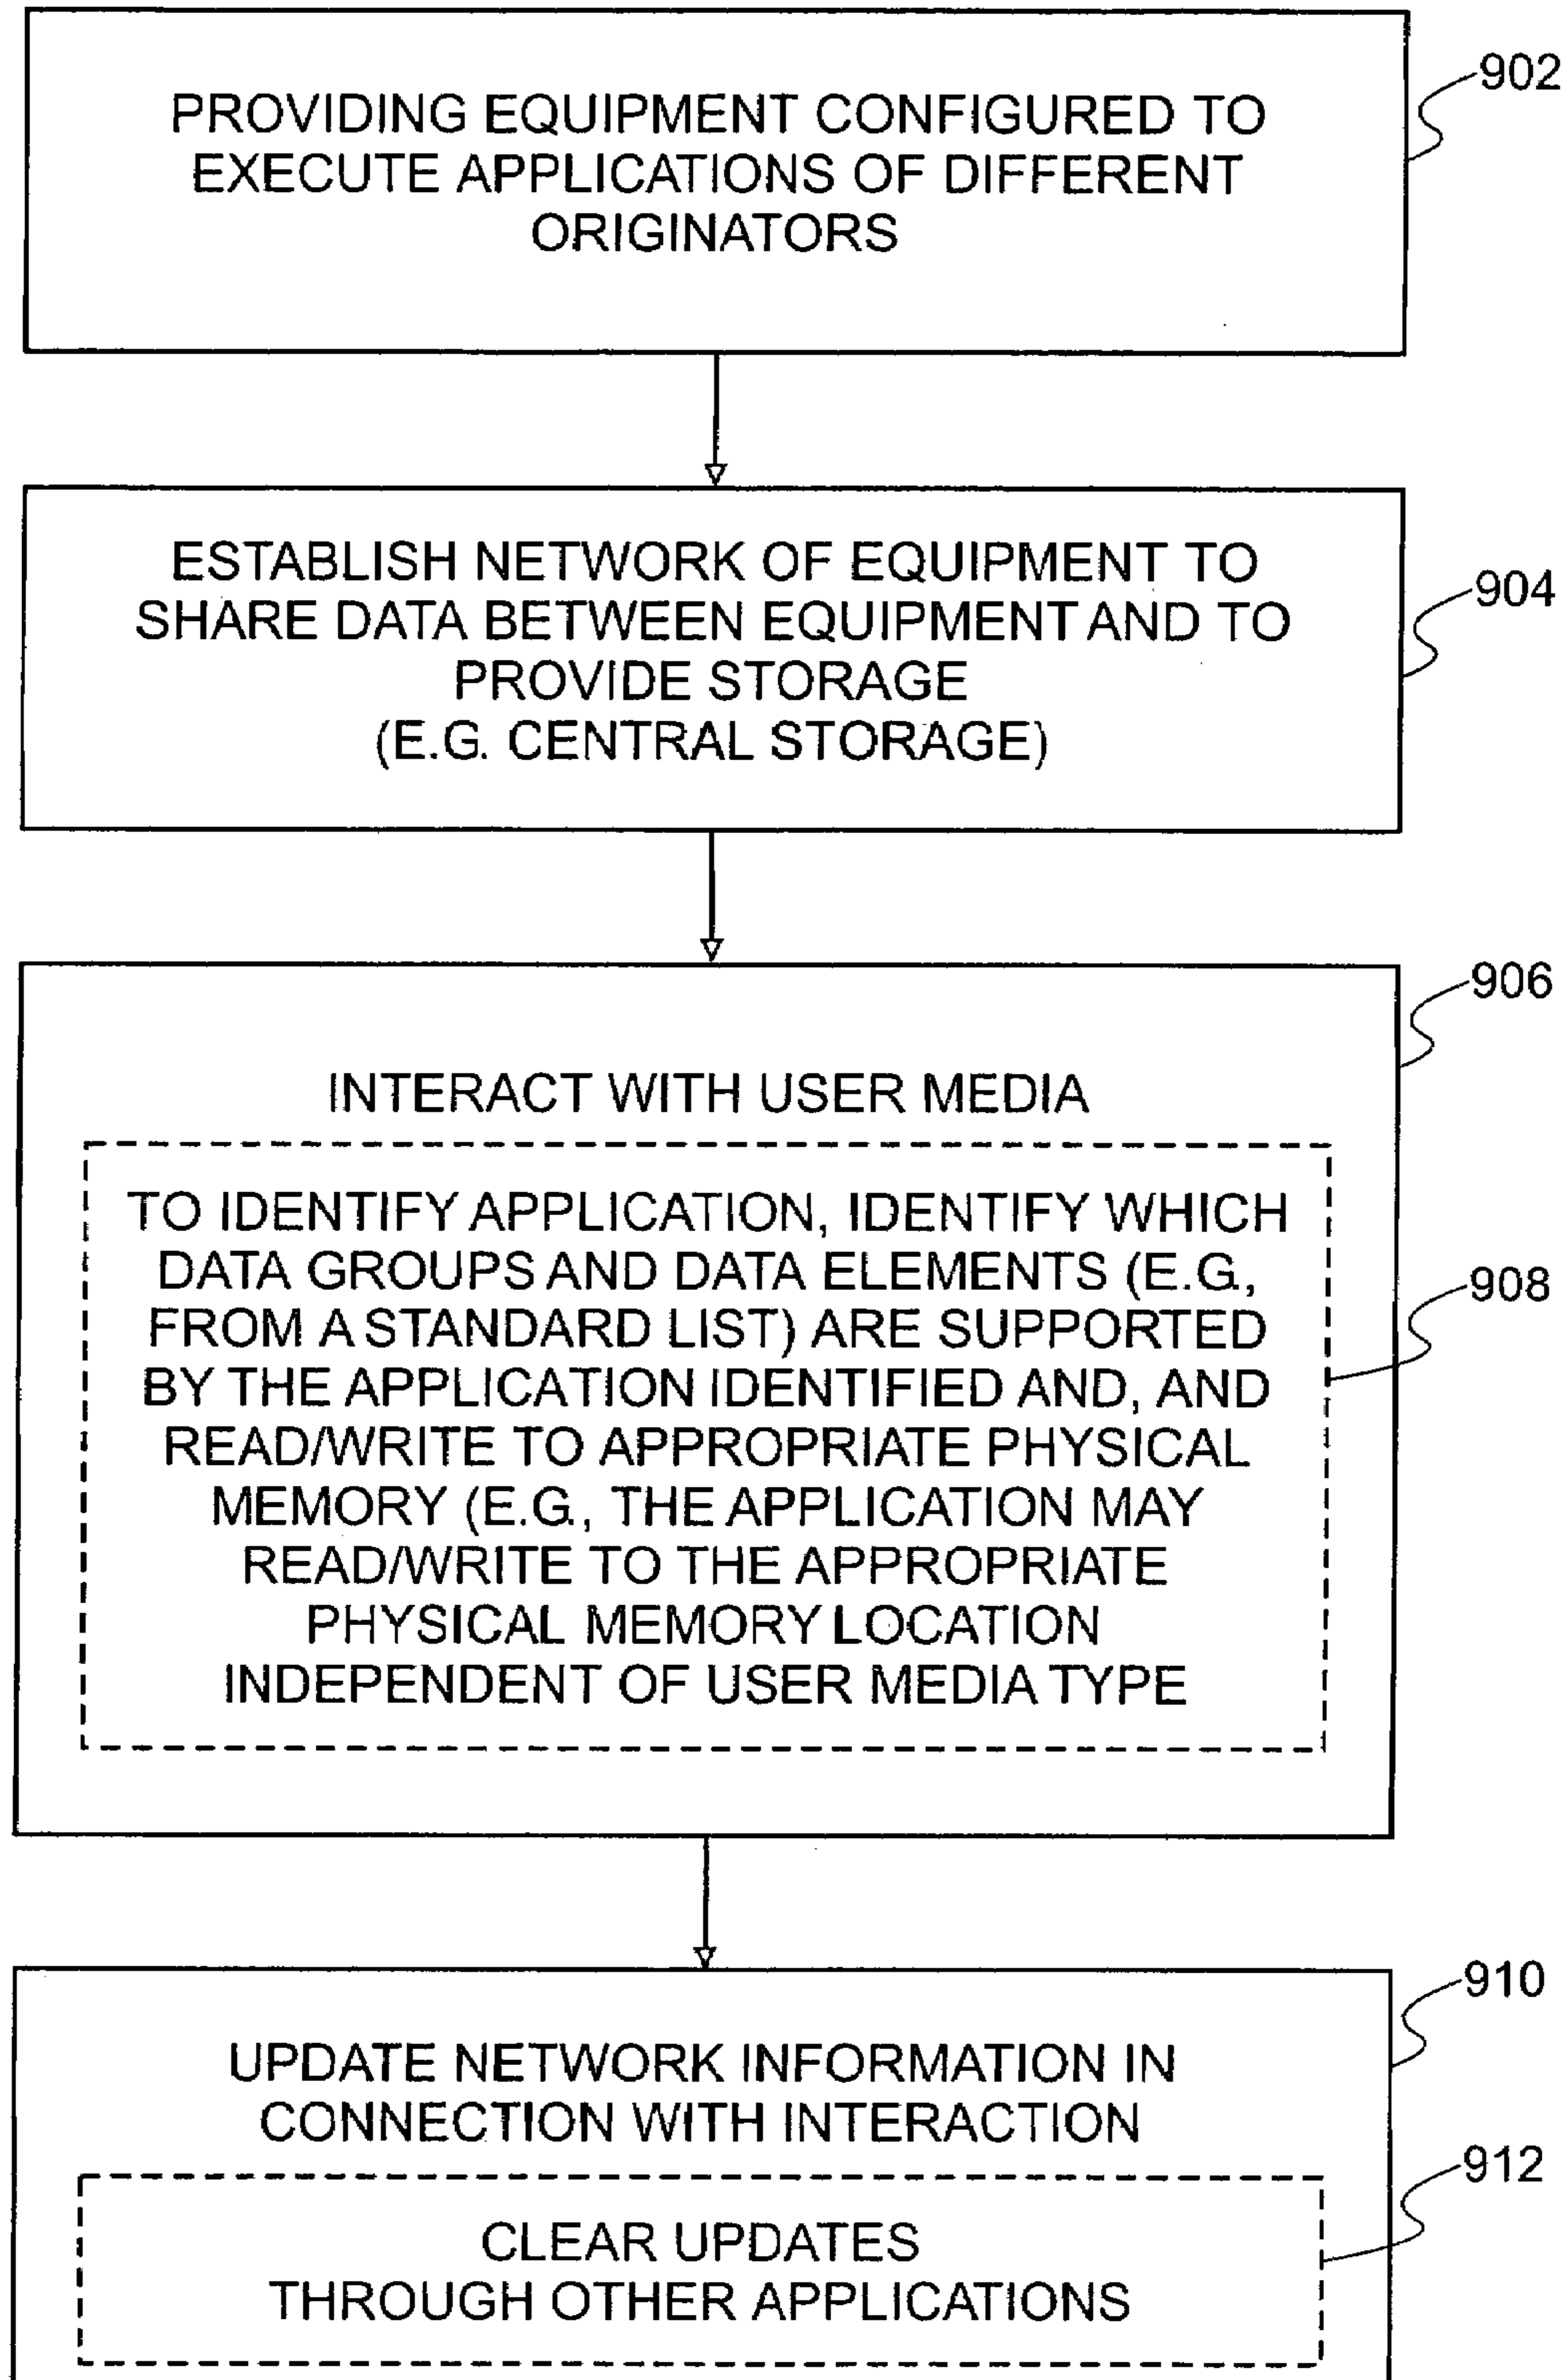 902
PROVIDING EQUIPMENT CONFIGURED TO
EXECUTE APPLICATIONS OF DIFFERENT
ORIGINATORS
904
ESTABLISH NETWORK OF EQUIPMENT TO
SHARE DATA BETWEEN EQUIPMENT AND TO
PROVIDE STORAGE
(E.G. CENTRAL STORAGE)
906
INTERACT WITH USER MEDIA
908
TO IDENTIFY APPLICATION, IDENTIFY WHICH
DATA GROUPS AND DATA ELEMENTS (E.G.,
FROM A STANDARD LIST) ARE SUPPORTED
BY THE APPLICATION IDENTIFIED AND, AND
READ/WRITE TO APPROPRIATE PHYSICAL
MEMORY (E.G., THE APPLICATION MAY
READ/WRITE TO THE APPROPRIATE
PHYSICAL MEMORY LOCATION
INDEPENDENT OF USER MEDIA TYPE
910
UPDATE NETWORK INFORMATION IN
CONNECTION WITH INTERACTION
912
CLEAR UPDATES
THROUGH OTHER APPLICATIONS